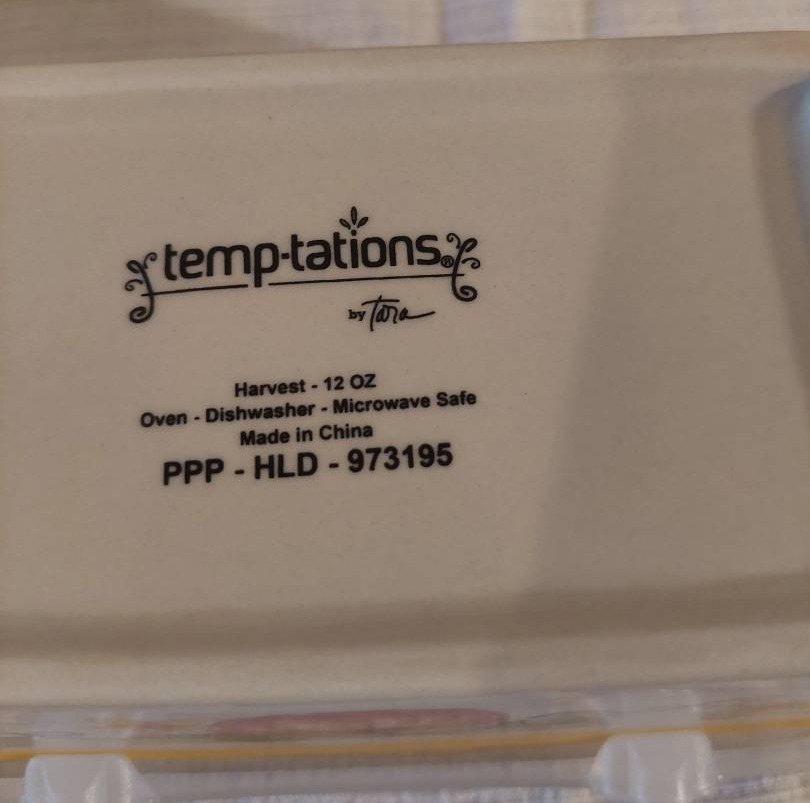 temp-tations®
by Tara
Harvest - 12 OZ
Oven - Dishwasher - Microwave Safe
Made in China
PPP - HLD - 973195